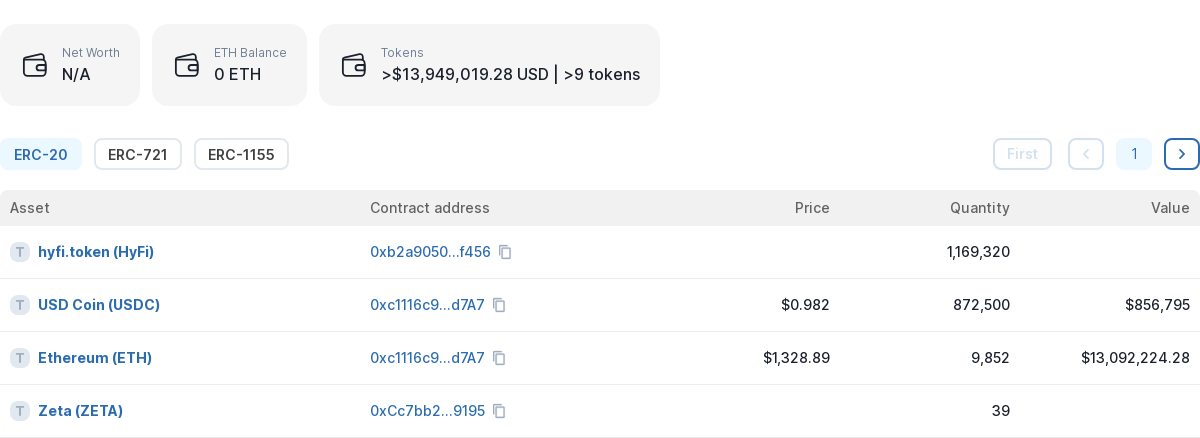 Net Worth
N/A
ETH Balance
0 ETH
Tokens
>$13,949,019.28 USD | >9 tokens
ERC-20 ERC-721 ERC-1155 First 1
Asset Contract address Price Quantity Value
T hyfi.token (HyFi) 0xb2a9050...f456 1,169,320
T USD Coin (USDC) 0xc1116c9...d7A7 $0.982 872,500 $856,795
T Ethereum (ETH) 0xc1116c9...d7A7 $1,328.89 9,852 $13,092,224.28
T Zeta (ZETA) 0xCc7bb2...9195 39